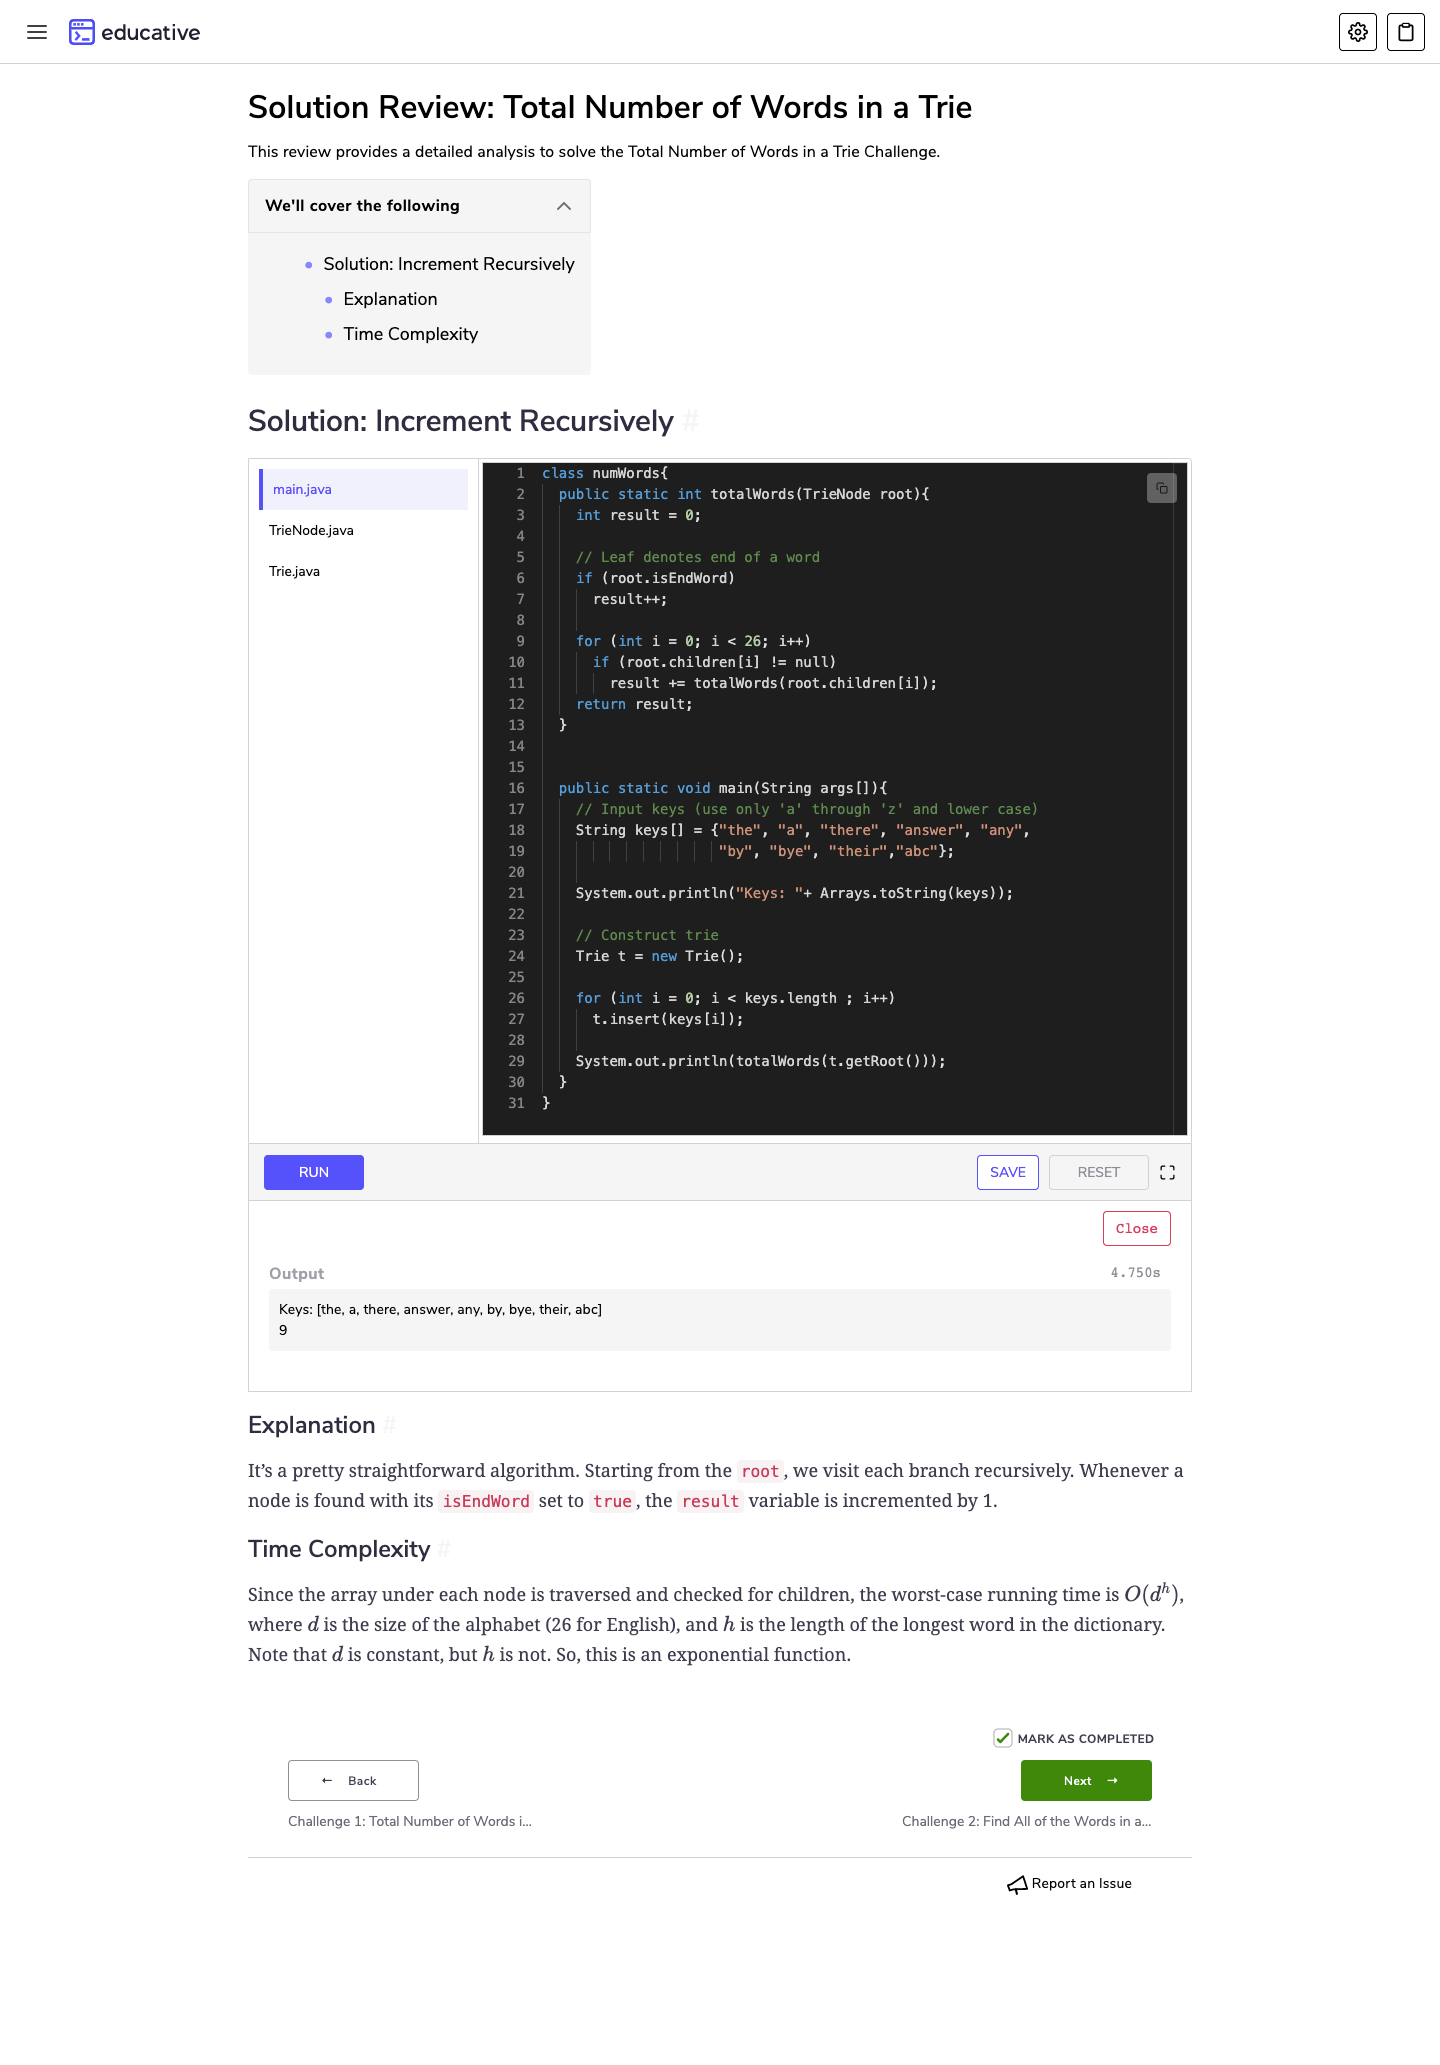 educative
Solution Review: Total Number of Words in a Trie
This review provides a detailed analysis to solve the Total Number of Words in a Trie Challenge.
We'll cover the following
Solution: Increment Recursively
Explanation
Time Complexity
Solution: Increment Recursively #
main.java
TrieNode.java
Trie.java
1 class numWords{
2   public static int totalWords(TrieNode root){
3     int result = 0;
4
5     // Leaf denotes end of a word
6     if (root.isEndWord)
7       result++;
8
9     for (int i = 0; i < 26; i++)
10       if (root.children[i] != null)
11         result += totalWords(root.children[i]);
12     return result;
13   }
14
15
16   public static void main(String args[]){
17     // Input keys (use only 'a' through 'z' and lower case)
18     String keys[] = {"the", "a", "there", "answer", "any",
19                      "by", "bye", "their","abc"};
20
21     System.out.println("Keys: "+ Arrays.toString(keys));
22
23     // Construct trie
24     Trie t = new Trie();
25
26     for (int i = 0; i < keys.length ; i++)
27       t.insert(keys[i]);
28
29     System.out.println(totalWords(t.getRoot()));
30   }
31 }
RUN
SAVE
RESET
Close
Output
4.750s
Keys: [the, a, there, answer, any, by, bye, their, abc]
9
Explanation #
It’s a pretty straightforward algorithm. Starting from the root, we visit each branch recursively. Whenever a
node is found with its isEndWord set to true, the result variable is incremented by 1.
Time Complexity #
Since the array under each node is traversed and checked for children, the worst-case running time is O(d^h),
where d is the size of the alphabet (26 for English), and h is the length of the longest word in the dictionary.
Note that d is constant, but h is not. So, this is an exponential function.
MARK AS COMPLETED
← Back
Next →
Challenge 1: Total Number of Words i...
Challenge 2: Find All of the Words in a...
Report an Issue